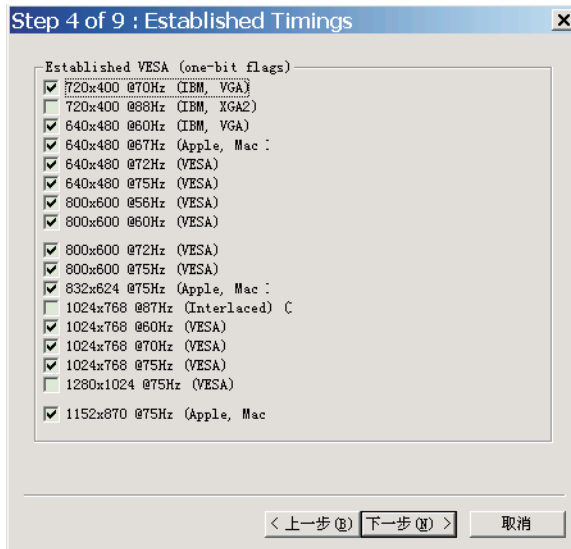 Step 4 of 9 : Established Timings
Established VESA (one-bit flags)
720x400 @70Hz (IBM, VGA)
720x400 @88Hz (IBM, XGA2)
640x480 @60Hz (IBM, VGA)
640x480 @67Hz (Apple, Mac
640x480 @72Hz (VESA)
640x480 @75Hz (VESA)
800x600 @56Hz (VESA)
800x600 @60Hz (VESA)
800x600 @72Hz (VESA)
800x600 @75Hz (VESA)
832x624 @75Hz (Apple, Mac
1024x768 @87Hz (Interlaced) (
1024x768 @60Hz (VESA)
1024x768 @70Hz (VESA)
1024x768 @75Hz (VESA)
1280x1024 @75Hz (VESA)
1152x870 @75Hz (Apple, Mac
< 上一步(B) 下一步(N) > 取消